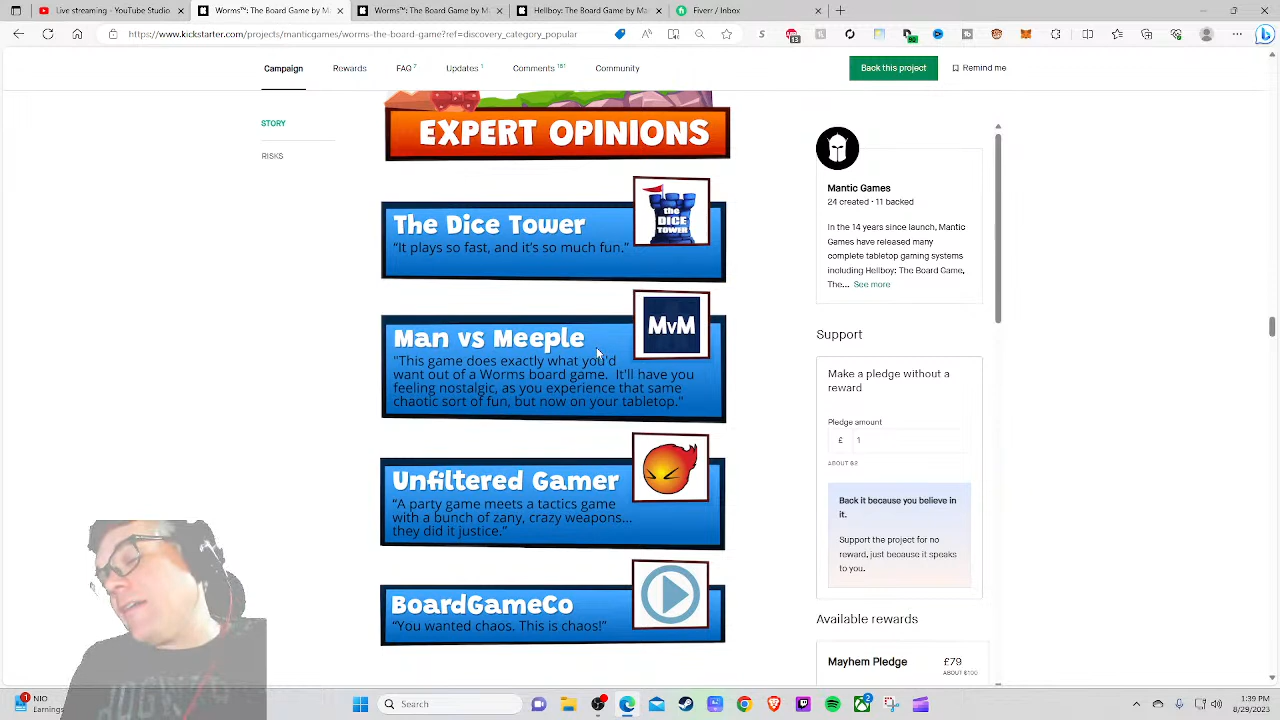 Live streaming - YouTube Studio
Worms™: The Board Game by Ma
Worms™: The Board Game by M
Hellboy: The Board Game by Ma
Fiverr / Inbox
https://www.kickstarter.com/projects/manticgames/worms-the-board-game?ref=discovery_category_popular
Campaign
Rewards
FAQ 7
Updates 1
Comments 151
Community
Back this project
Remind me
STORY
RISKS
EXPERT OPINIONS
The Dice Tower
the
DICE
TOWER
“It plays so fast, and it’s so much fun.”
Man vs Meeple
MvM
"This game does exactly what you'd
want out of a Worms board game. It'll have you
feeling nostalgic, as you experience that same
chaotic sort of fun, but now on your tabletop."
Unfiltered Gamer
“A party game meets a tactics game
with a bunch of zany, crazy weapons...
they did it justice.”
BoardGameCo
“You wanted chaos. This is chaos!”
Mantic Games
24 created · 11 backed
In the 14 years since launch, Mantic
Games have released many
complete tabletop gaming systems
including Hellboy: The Board Game,
The... See more
Support
Make a pledge without a
reward
Pledge amount
£ 1
Back it because you believe in
it.
Support the project for no
reward, just because it speaks
to you.
Available rewards
Mayhem Pledge
£79
ABOUT $100
NIO
Earnings
Search
1:39 PM
2/9/2023